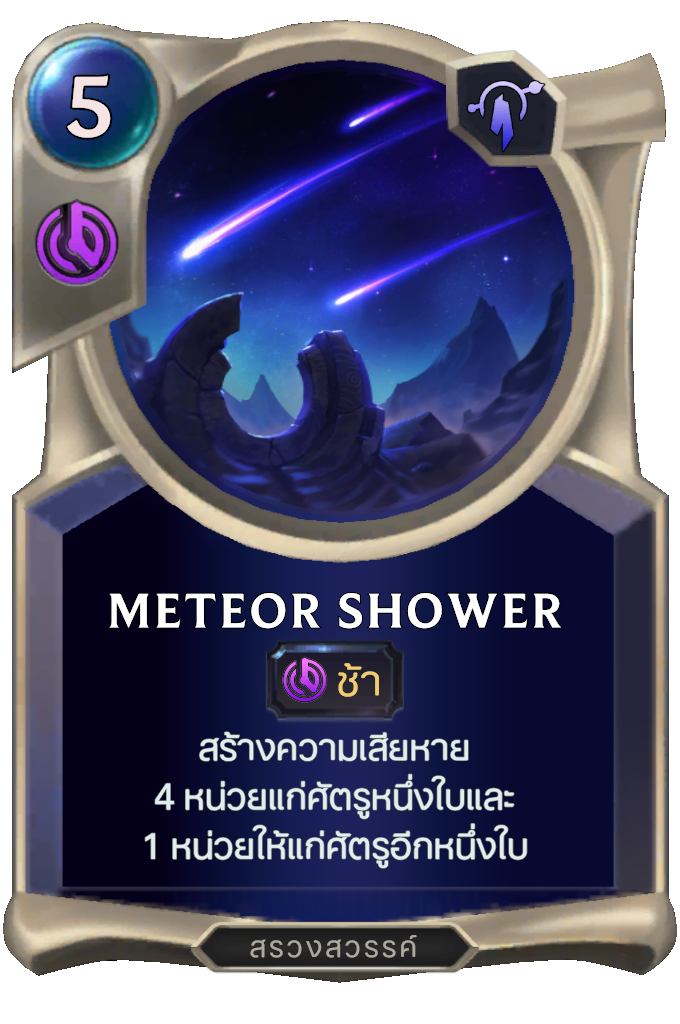 5
METEOR SHOWER
ช้า
สร้างความเสียหาย
4 หน่วยแก่ศัตรูหนึ่งใบและ
1 หน่วยให้แก่ศัตรูอีกหนึ่งใบ
สรวงสวรรค์